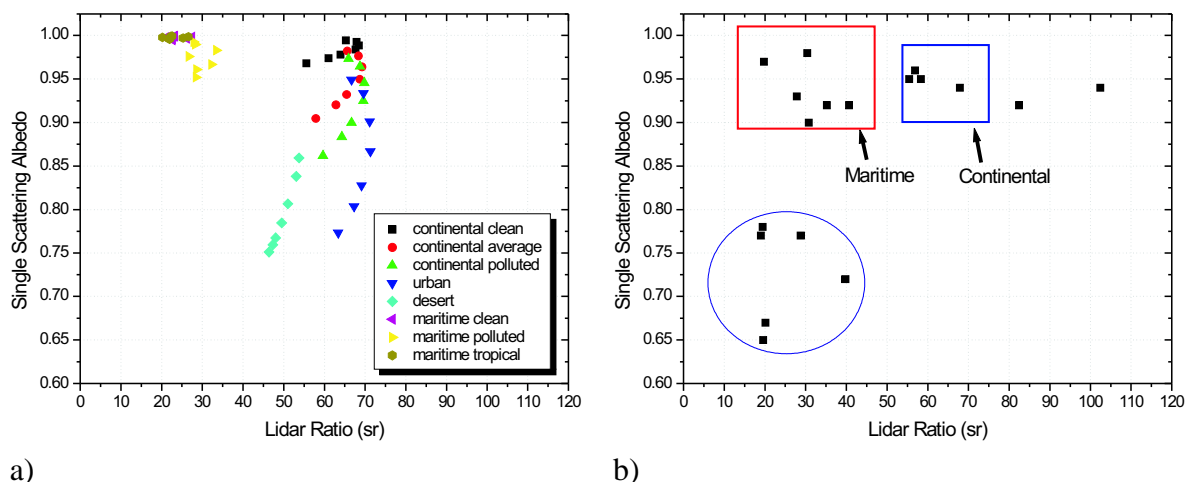 1.00
0.95
0.90
0.85
0.80
0.75
0.70
0.65
0.60
Single Scattering Albedo
0 10 20 30 40 50 60 70 80 90 100 110 120
Lidar Ratio (sr)
continental clean
continental average
continental polluted
urban
desert
maritime clean
maritime polluted
maritime tropical
a)
1.00
0.95
0.90
0.85
0.80
0.75
0.70
0.65
0.60
Single Scattering Albedo
Maritime
Continental
0 10 20 30 40 50 60 70 80 90 100 110 120
Lidar Ratio (sr)
b)